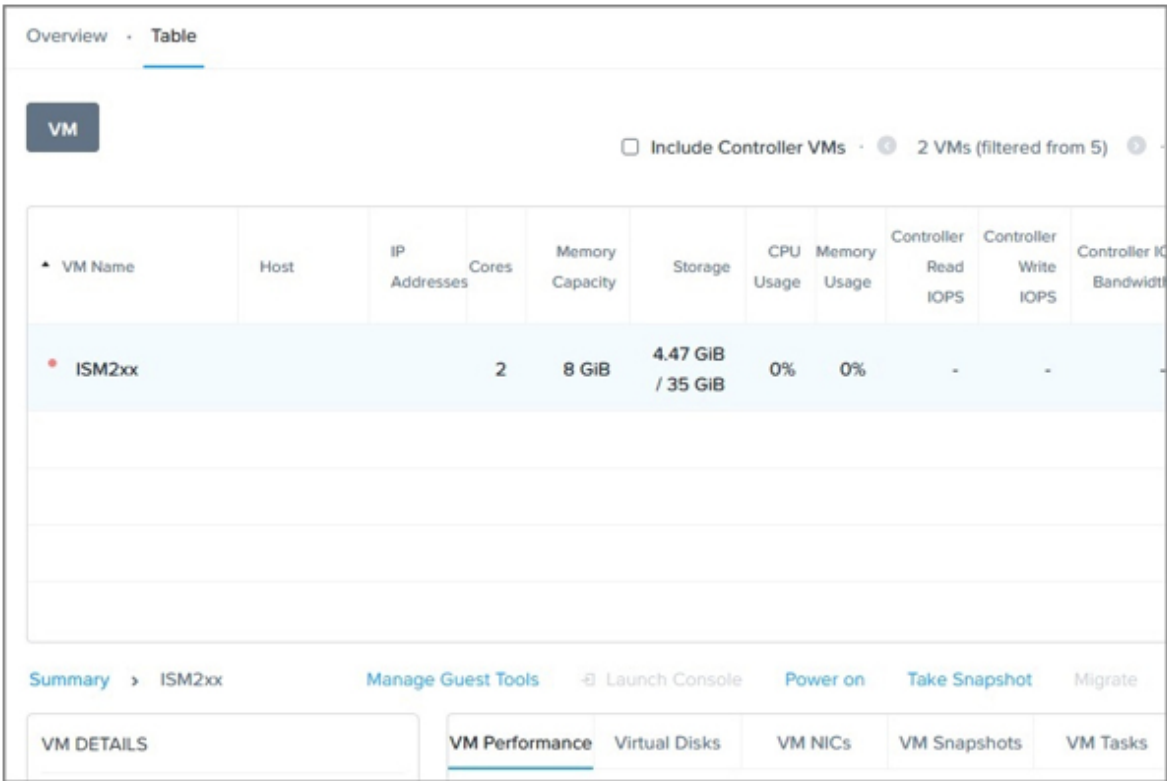 Overview · Table
VM
Include Controller VMs · 2 VMs (filtered from 5) ·
VM Name Host IP Addresses Cores Memory Capacity Storage CPU Usage Memory Usage Controller Read IOPS Controller Write IOPS Controller IO Bandwidth
ISM2xx 2 8 GiB 4.47 GiB / 35 GiB 0% 0% - - -
Summary > ISM2xx Manage Guest Tools Launch Console Power on Take Snapshot Migrate
VM DETAILS VM Performance Virtual Disks VM NICs VM Snapshots VM Tasks